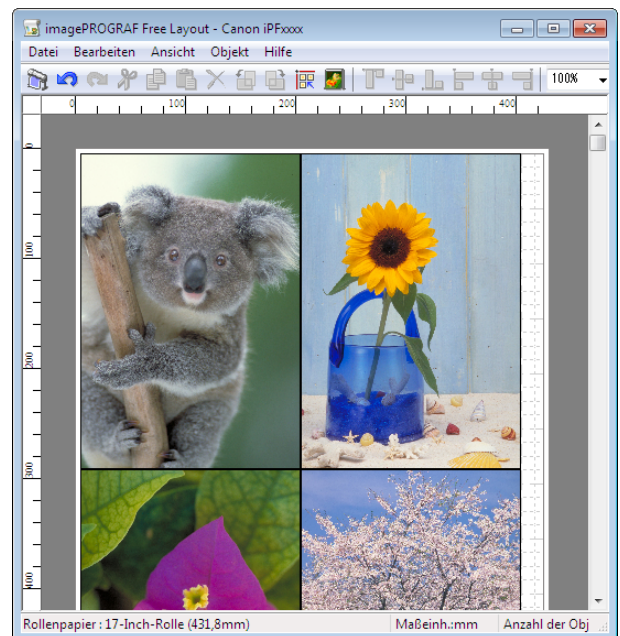 imagePROGRAF Free Layout - Canon iPFxxxx
Datei Bearbeiten Ansicht Objekt Hilfe
100%
0 100 200 300 400
0
100
200
300
400
Rollenpapier : 17-Inch-Rolle (431,8mm) Maßeinh.:mm Anzahl der Obj